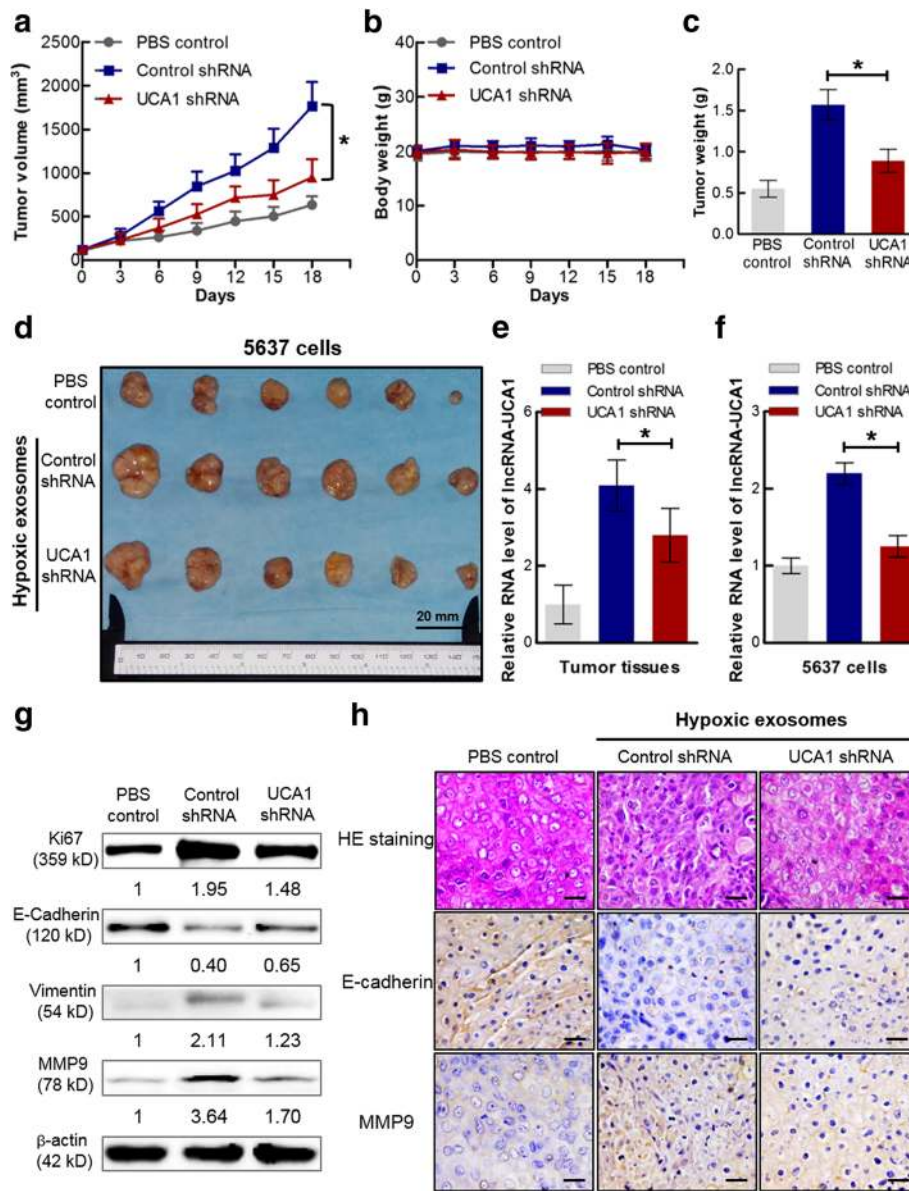 a
PBS control
Control shRNA
UCA1 shRNA
Tumor volume (mm³)
2500
2000
1500
1000
500
0
*
0 3 6 9 12 15 18
Days
b
PBS control
Control shRNA
UCA1 shRNA
Body weight (g)
40
30
20
10
0
0 3 6 9 12 15 18
Days
c
Tumor weight (g)
2.0
1.5
1.0
0.5
0.0
*
PBS control
Control shRNA
UCA1 shRNA
d
5637 cells
PBS control
Hypoxic exosomes
Control shRNA
UCA1 shRNA
20 mm
e
PBS control
Control shRNA
UCA1 shRNA
Relative RNA level of lncRNA-UCA1
6
4
2
0
*
Tumor tissues
f
PBS control
Control shRNA
UCA1 shRNA
Relative RNA level of lncRNA-UCA1
3
2
1
0
*
5637 cells
g
PBS control
Control shRNA
UCA1 shRNA
Ki67
(359 kD)
1 1.95 1.48
E-Cadherin
(120 kD)
1 0.40 0.65
Vimentin
(54 kD)
1 2.11 1.23
MMP9
(78 kD)
1 3.64 1.70
β-actin
(42 kD)
h
Hypoxic exosomes
PBS control Control shRNA UCA1 shRNA
HE staining
E-cadherin
MMP9